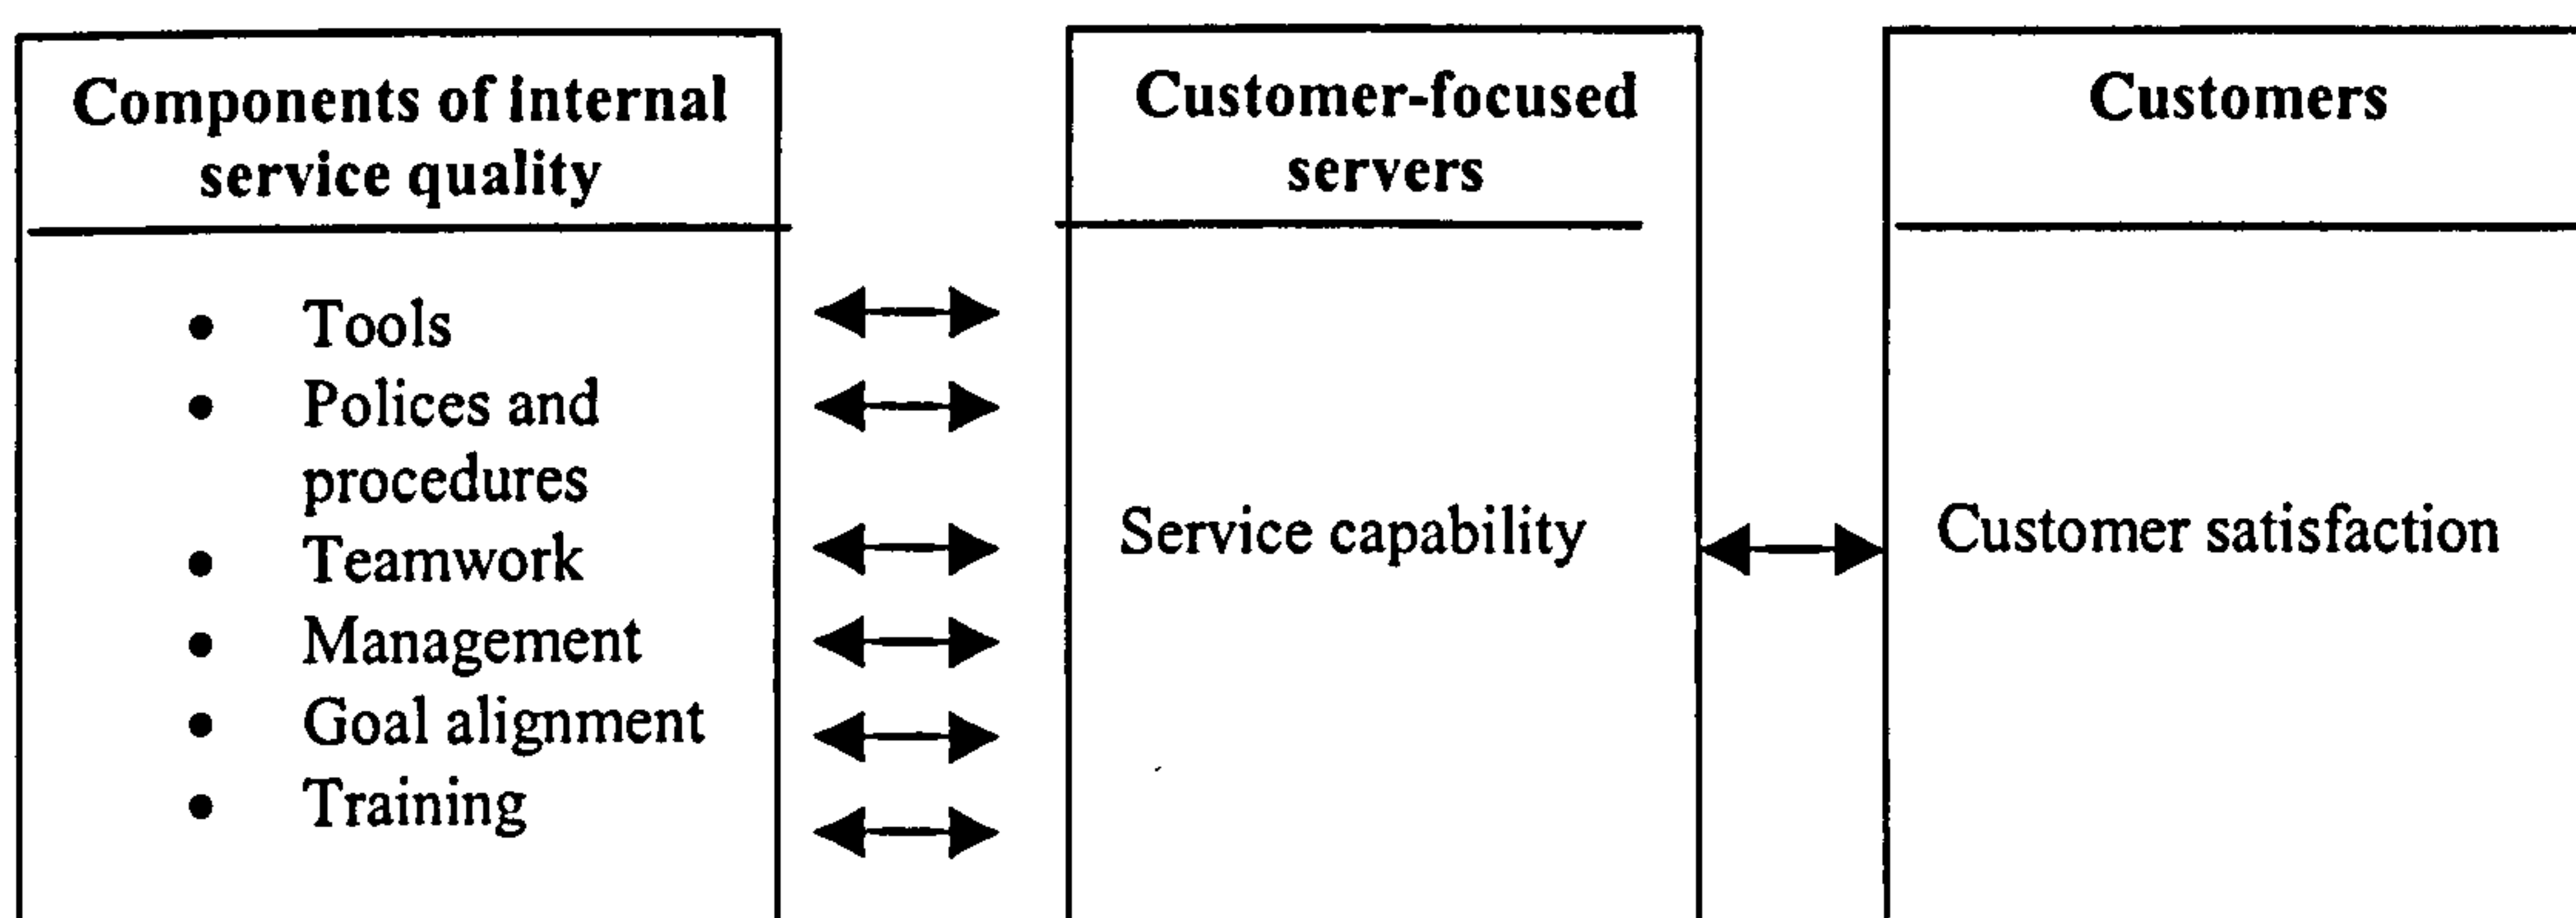 Components of internal
service quality
• Tools
• Polices and
procedures
• Teamwork
• Management
• Goal alignment
• Training
Customer-focused
servers
Service capability
Customers
Customer satisfaction